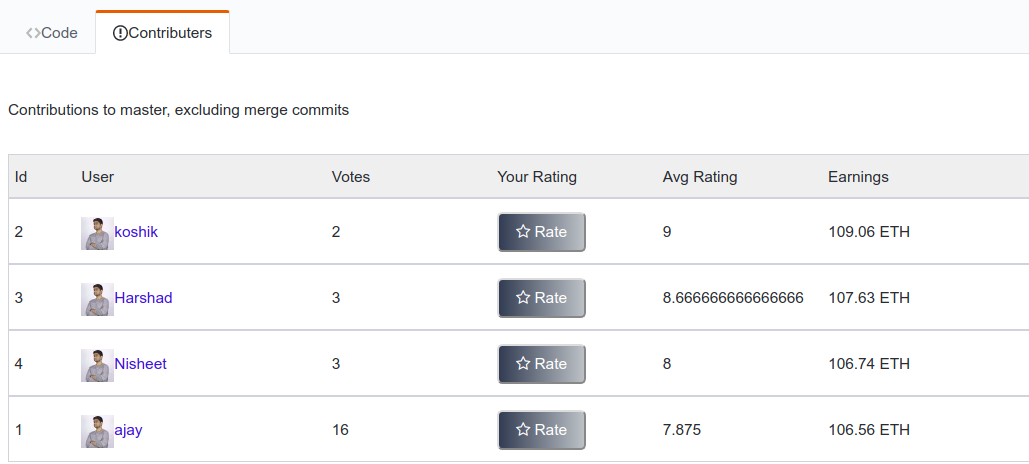 Code Contributers
Contributions to master, excluding merge commits
Id User Votes Your Rating Avg Rating Earnings
2 koshik 2 Rate 9 109.06 ETH
3 Harshad 3 Rate 8.666666666666666 107.63 ETH
4 Nisheet 3 Rate 8 106.74 ETH
1 ajay 16 Rate 7.875 106.56 ETH